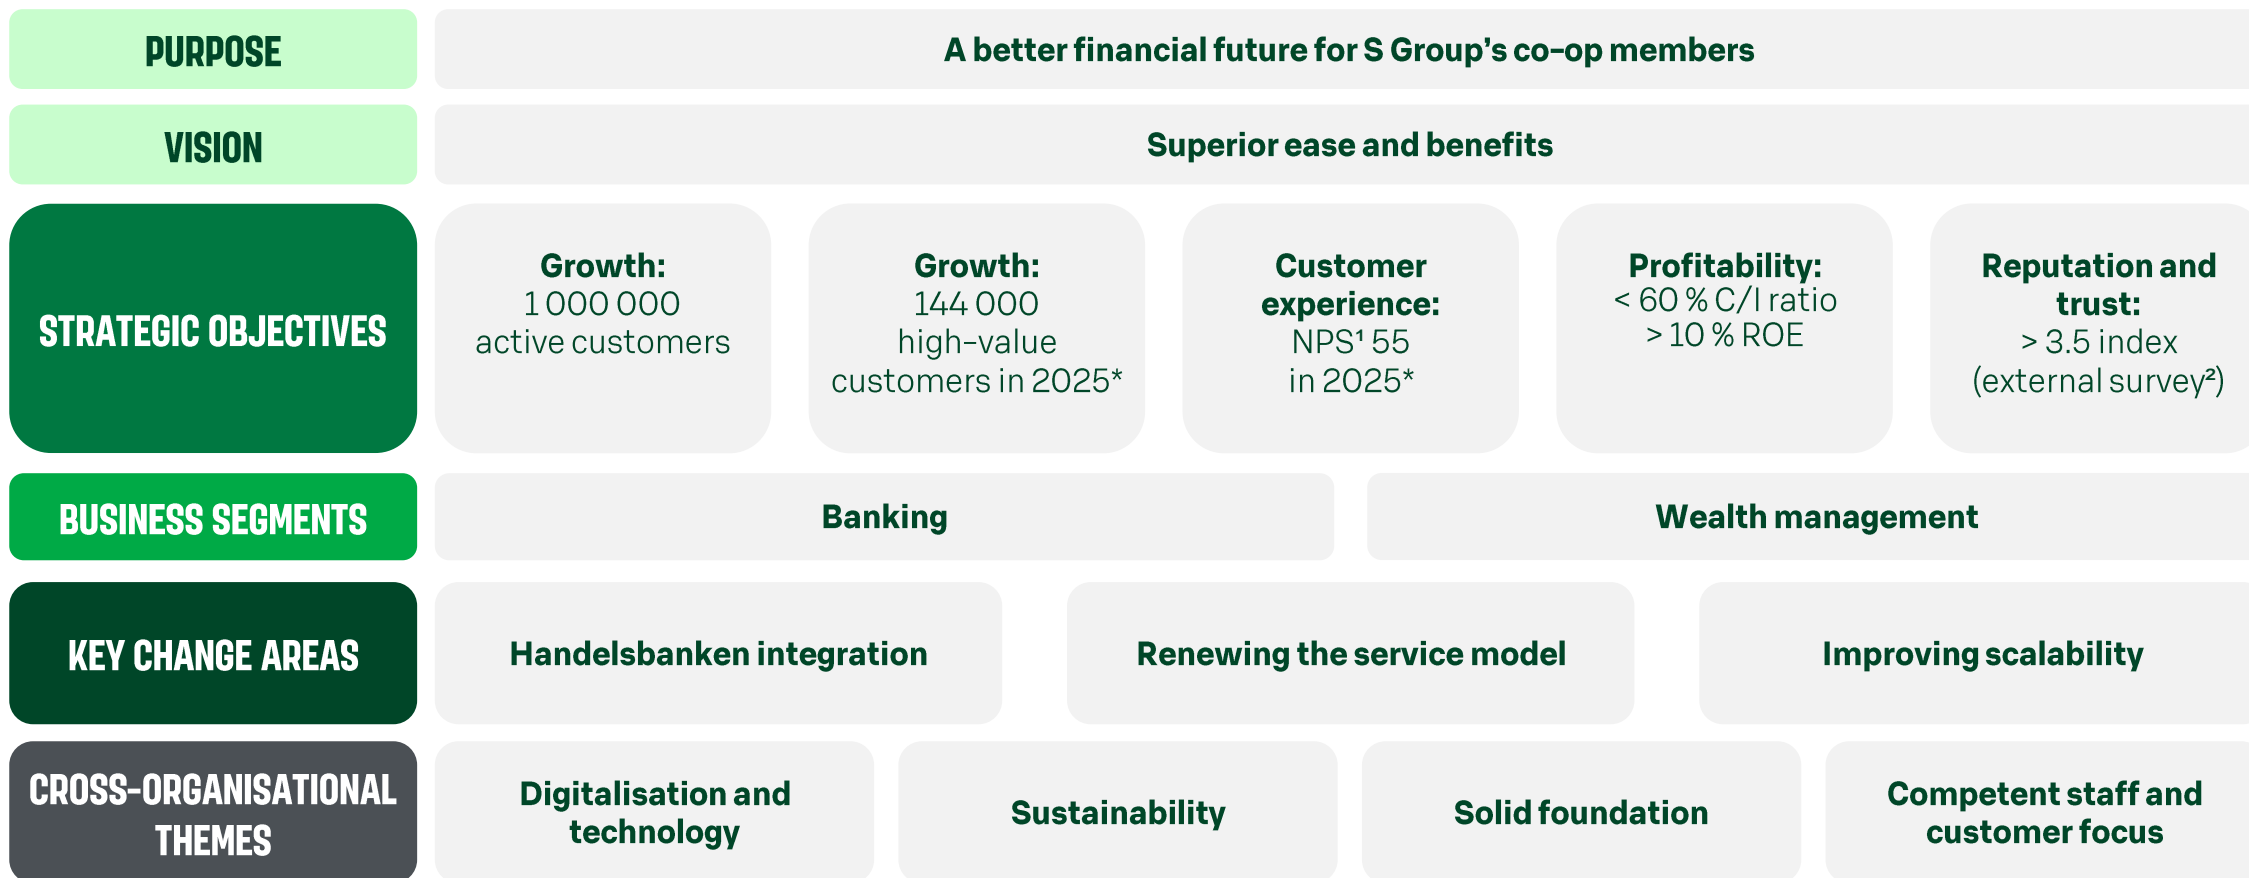 PURPOSE
A better financial future for S Group’s co-op members
VISION
Superior ease and benefits
STRATEGIC OBJECTIVES
Growth:
1 000 000
active customers
Growth:
144 000
high-value
customers in 2025*
Customer
experience:
NPS¹ 55
in 2025*
Profitability:
< 60 % C/I ratio
> 10 % ROE
Reputation and
trust:
> 3.5 index
(external survey²)
BUSINESS SEGMENTS
Banking
Wealth management
KEY CHANGE AREAS
Handelsbanken integration
Renewing the service model
Improving scalability
CROSS-ORGANISATIONAL
THEMES
Digitalisation and
technology
Sustainability
Solid foundation
Competent staff and
customer focus